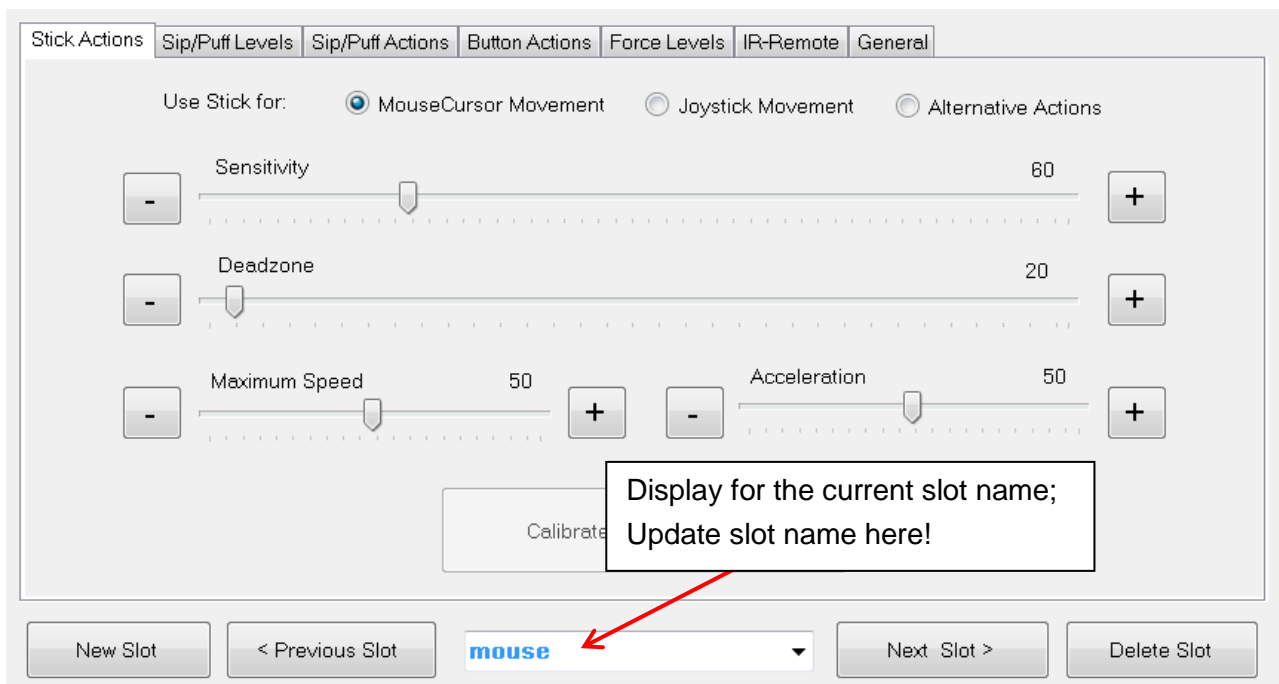 Stick Actions Sip/Puff Levels Sip/Puff Actions Button Actions Force Levels IR-Remote General
Use Stick for: MouseCursor Movement Joystick Movement Alternative Actions
Sensitivity 60
- +
Deadzone 20
- +
Maximum Speed 50 Acceleration 50
- + - +
Display for the current slot name;
Update slot name here!
Calibrate
New Slot < Previous Slot mouse Next Slot > Delete Slot